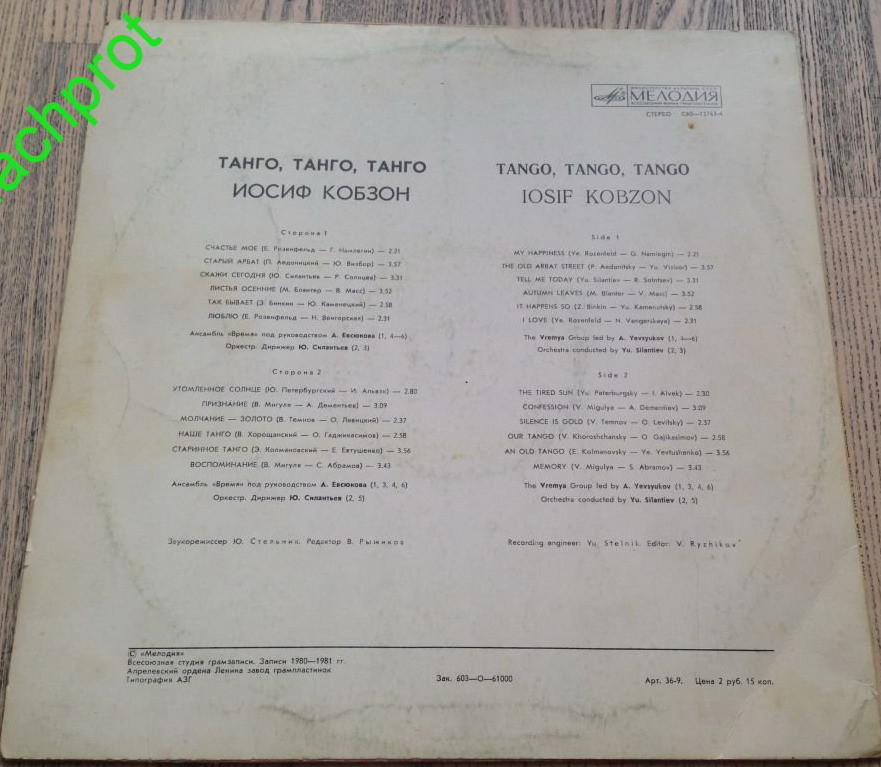 achprot
МЕЛОДИЯ
СТЕРЕО С60—15763-4
ТАНГО, ТАНГО, ТАНГО
ИОСИФ КОБЗОН
Сторона 1
СЧАСТЬЕ МОЕ (Е. Розенфельд — Г. Намлегин) — 2.21
СТАРЫЙ АРБАТ (П. Аедоницкий — Ю. Визбор) — 3.57
СКАЖИ СЕГОДНЯ (Ю. Силантьев — Р. Солнцев) — 3.31
ЛИСТЬЯ ОСЕННИЕ (М. Блантер — В. Масс) — 3.52
ТАК БЫВАЕТ (З. Бинкин — Ю. Каменецкий) — 2.58
ЛЮБЛЮ (Е. Розенфельд — Н. Венгерская) — 2.31
Ансамбль «Время» под руководством А. Евсюкова (1, 4—6)
Оркестр. Дирижер Ю. Силантьев (2, 3)
Сторона 2
УТОМЛЕННОЕ СОЛНЦЕ (Ю. Петербургский — И. Альвэк) — 2.80
ПРИЗНАНИЕ (В. Мигуля — А. Дементьев) — 3.09
МОЛЧАНИЕ — ЗОЛОТО (В. Темнов — О. Левицкий) — 2.37
НАШЕ ТАНГО (В. Хорощанский — О. Гаджикасимов) — 2.58
СТАРИННОЕ ТАНГО (Э. Колмановский — Е. Евтушенко) — 3.56
ВОСПОМИНАНИЕ (В. Мигуля — С. Абрамов) — 3.43
Ансамбль «Время» под руководством А. Евсюкова (1, 3, 4, 6)
Оркестр. Дирижер Ю. Силантьев (2, 5)
Звукорежиссер Ю. Стельник. Редактор В. Рыжиков
TANGO, TANGO, TANGO
IOSIF KOBZON
Side 1
MY HAPPINESS (Ye. Rosenfeld — G. Namlegin) — 2.21
THE OLD ARBAT STREET (P. Aedonitsky — Yu. Vizbor) — 3.57
TELL ME TODAY (Yu. Silantiev — R. Solntsev) — 3.31
AUTUMN LEAVES (M. Blanter — V. Mass) — 3.52
IT HAPPENS SO (Z. Binkin — Yu. Kamenutsky) — 2.58
I LOVE (Ye. Rosenfeld — N. Vangerskaya) — 2.31
The Vremya Group led by A. Yevsyukov (1, 4—6)
Orchestra conducted by Yu. Silantiev (2, 3)
Side 2
THE TIRED SUN (Yu. Peterburgsky — I. Alvek) — 2.30
CONFESSION (V. Migulya — A. Dementiev) — 3.09
SILENCE IS GOLD (V. Temnov — O. Levitsky) — 2.37
OUR TANGO (V. Khoroshchansky — O. Gajikasimov) — 2.58
AN OLD TANGO (E. Kolmanovsky — Ye. Yevtushenko) — 3.56
MEMORY (V. Migulya — S. Abramov) — 3.43
The Vremya Group led by A. Yevsyukov (1, 3, 4, 6)
Orchestra conducted by Yu. Silantiev (2, 5)
Recording engineer: Yu. Stelnik. Editor: V. Ryzhikov
© «Мелодия»
Всесоюзная студия грамзаписи. Записи 1980—1981 гг.
Апрелевский ордена Ленина завод грампластинок
Типография АЗГ
Зак. 603—О—61000
Арт. 36-9. Цена 2 руб. 15 коп.